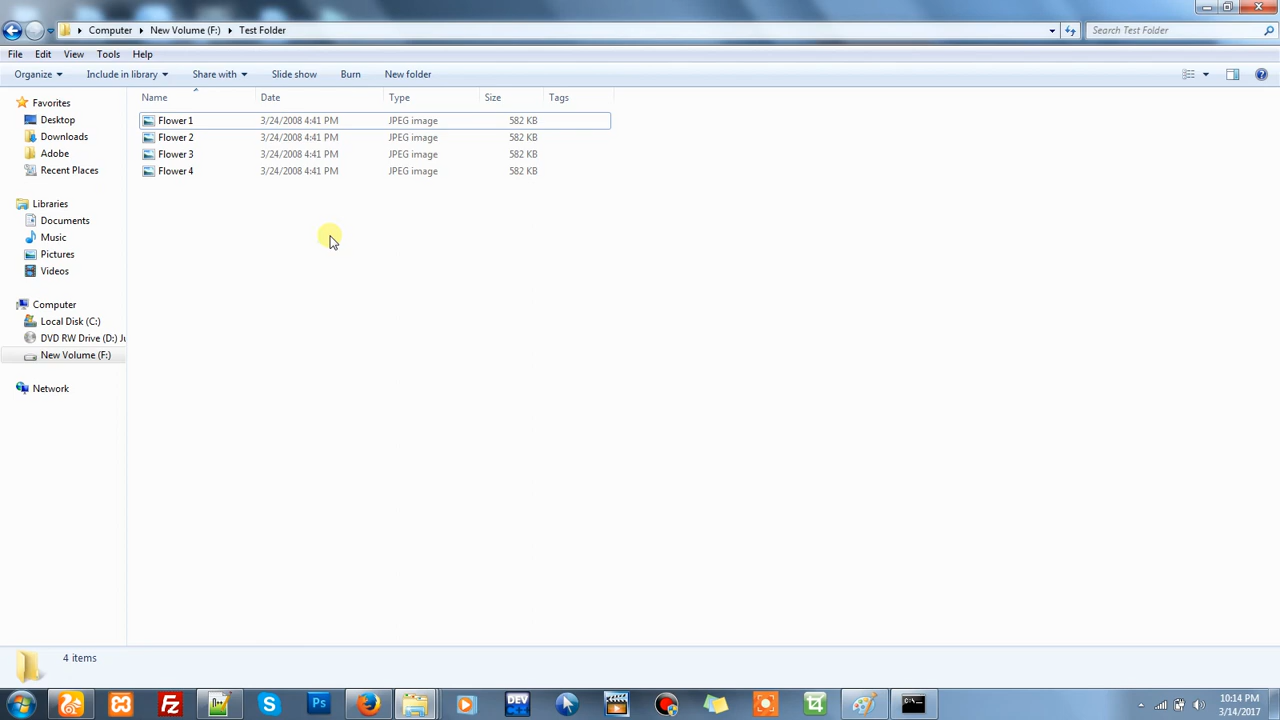 Computer New Volume (F:) Test Folder
Search Test Folder
File Edit View Tools Help
Organize Include in library Share with Slide show Burn New folder
Name Date Type Size Tags
Flower 1 3/24/2008 4:41 PM JPEG image 582 KB
Flower 2 3/24/2008 4:41 PM JPEG image 582 KB
Flower 3 3/24/2008 4:41 PM JPEG image 582 KB
Flower 4 3/24/2008 4:41 PM JPEG image 582 KB
Favorites
Desktop
Downloads
Adobe
Recent Places
Libraries
Documents
Music
Pictures
Videos
Computer
Local Disk (C:)
DVD RW Drive (D:) Ju
New Volume (F:)
Network
4 items
Fz
S
Ps
DEV
C:\_
10:14 PM
3/14/2017